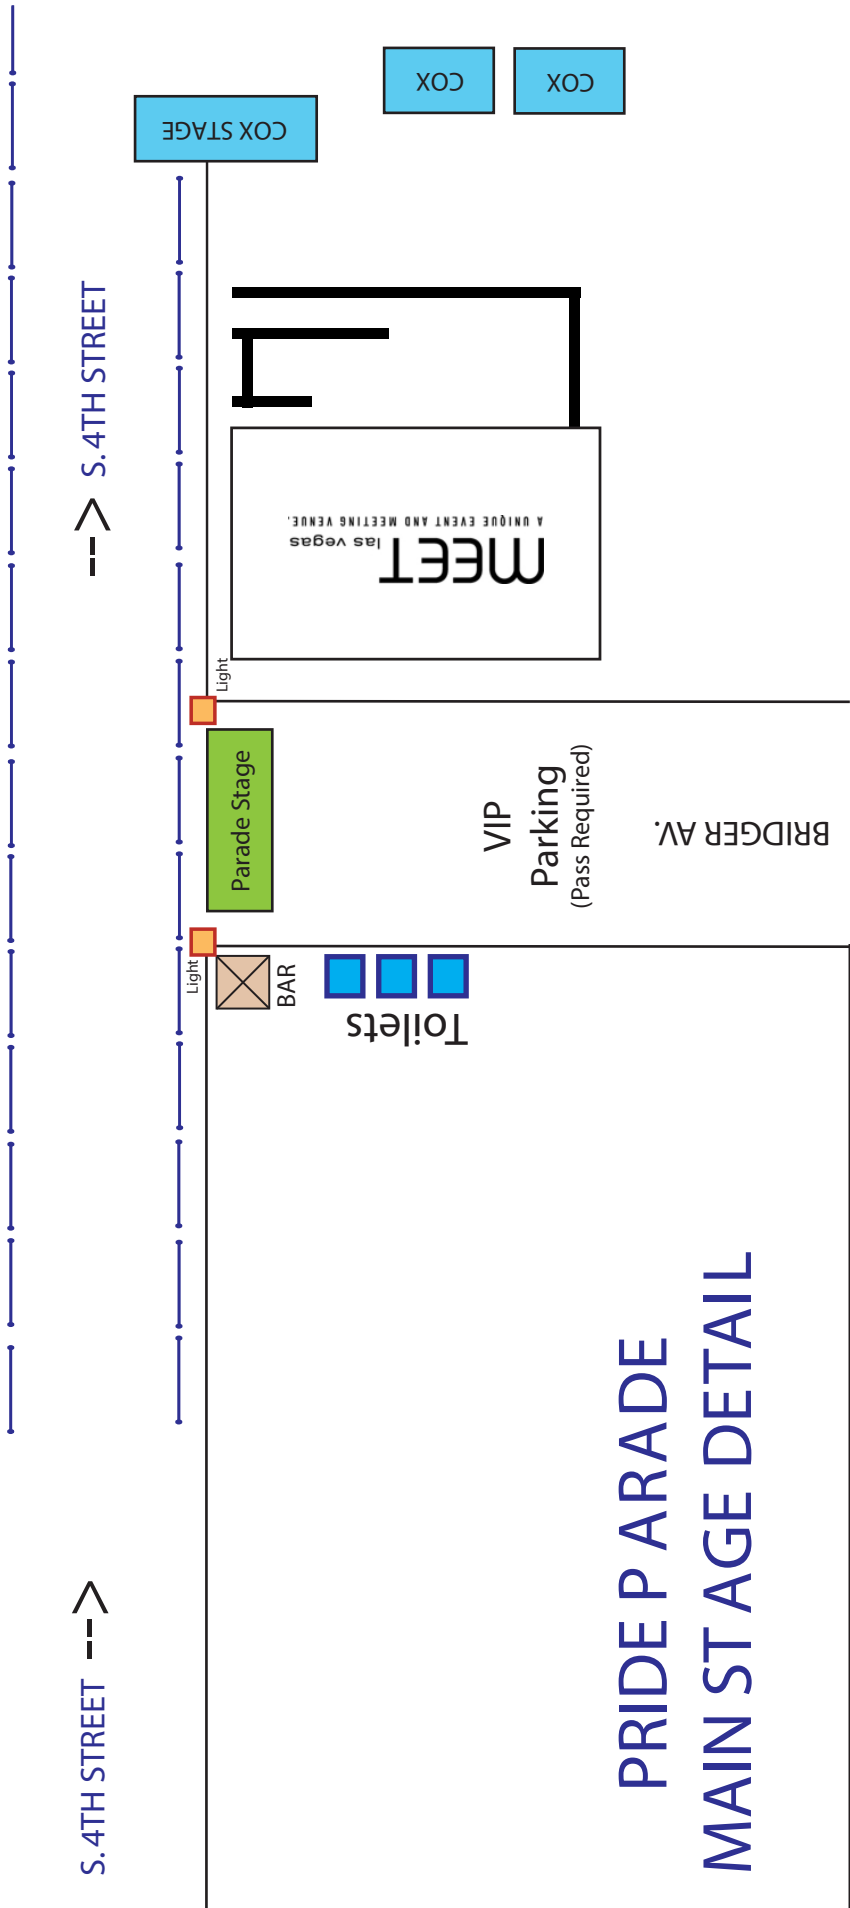 COX
COX
COX STAGE
S. 4TH STREET
-->
A UNIQUE EVENT AND MEETING VENUE.
MEET las vegas
Light
Parade Stage
VIP
Parking
(Pass Required)
BRIDGER AV.
Light
BAR
Toilets
PRIDE P ARADE
MAIN ST AGE DETAIL
S. 4TH STREET -->